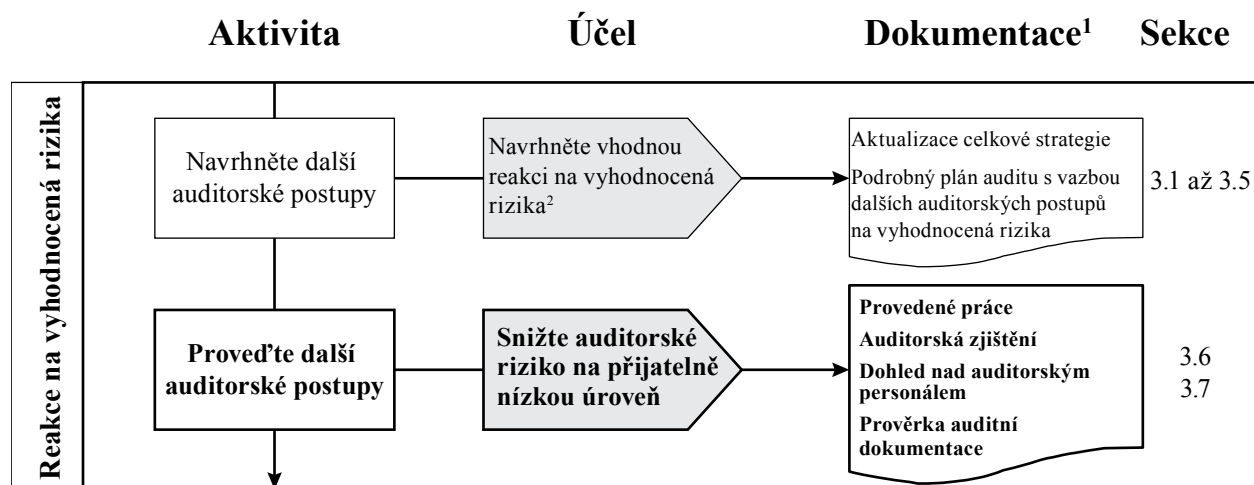 Aktivita
Účel
Dokumentace¹
Sekce
Reakce na vyhodnocená rizika
Navrhněte další
auditorské postupy
Navrhněte vhodnou
reakci na vyhodnocená
rizika²
Aktualizace celkové strategie
Podrobný plán auditu s vazbou
dalších auditorských postupů
na vyhodnocená rizika
3.1 až 3.5
Proveďte další
auditorské postupy
Snižte auditorské
riziko na přijatelně
nízkou úroveň
Provedené práce
Auditorská zjištění
Dohled nad auditorským
personálem
Prověrka auditní
dokumentace
3.6
3.7